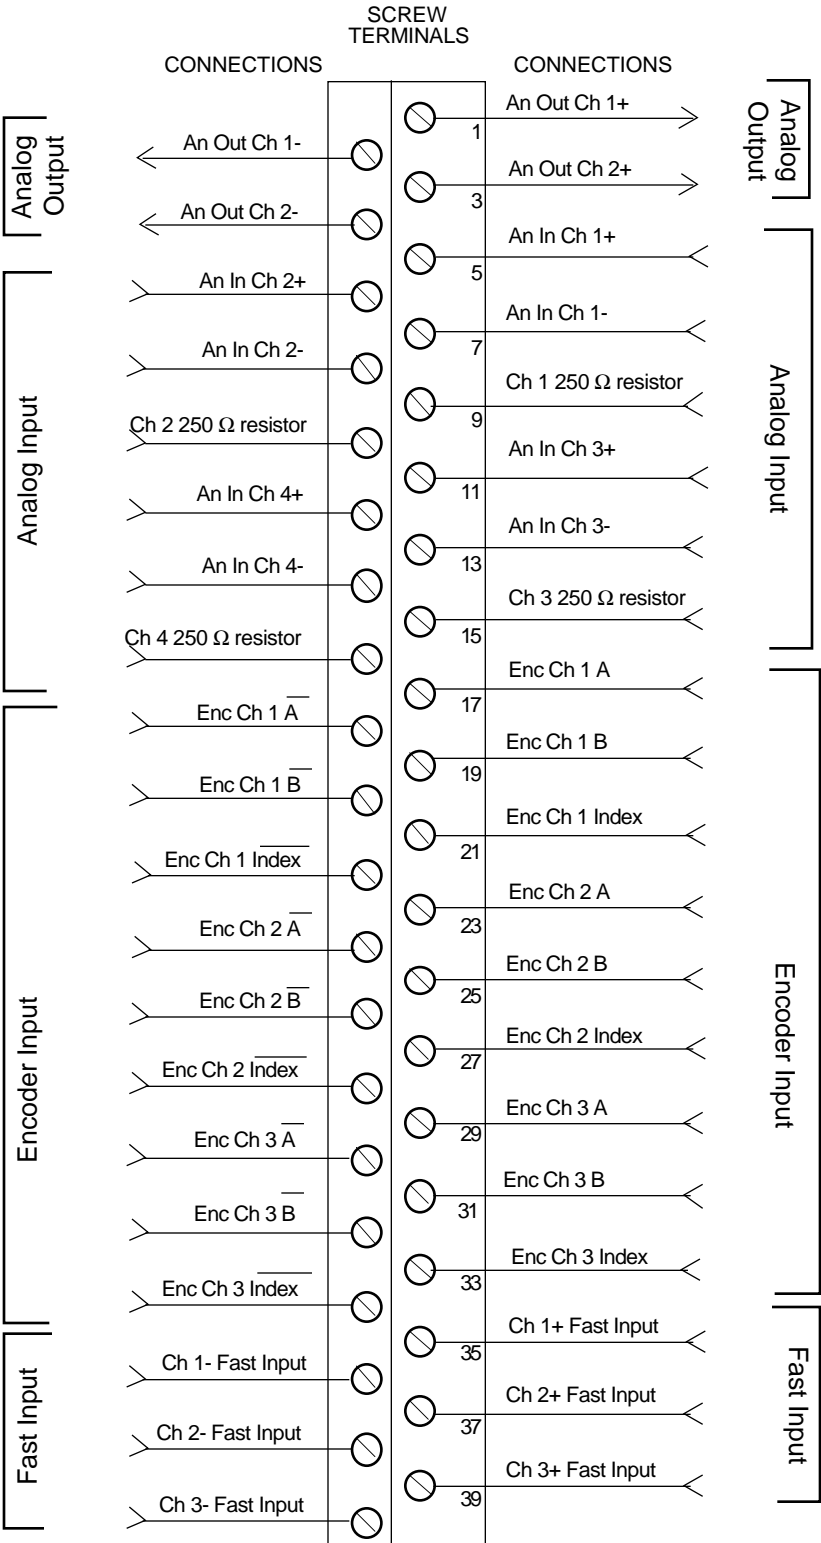 SCREW
TERMINALS
CONNECTIONS
CONNECTIONS
Analog
Output
Analog
Output
An Out Ch 1+
1
An Out Ch 1-
An Out Ch 2+
3
An Out Ch 2-
An In Ch 1+
5
Analog Input
Analog Input
An In Ch 2+
An In Ch 1-
7
An In Ch 2-
Ch 1 250 Ω resistor
9
Ch 2 250 Ω resistor
An In Ch 3+
11
An In Ch 4+
An In Ch 3-
13
An In Ch 4-
Ch 3 250 Ω resistor
15
Ch 4 250 Ω resistor
Enc Ch 1 A
17
Encoder Input
Encoder Input
Enc Ch 1 A̅
Enc Ch 1 B
19
Enc Ch 1 B̅
Enc Ch 1 Index
21
Enc Ch 1 I̅n̅d̅e̅x̅
Enc Ch 2 A
23
Enc Ch 2 A̅
Enc Ch 2 B
25
Enc Ch 2 B̅
Enc Ch 2 Index
27
Enc Ch 2 I̅n̅d̅e̅x̅
Enc Ch 3 A
29
Enc Ch 3 A̅
Enc Ch 3 B
31
Enc Ch 3 B̅
Enc Ch 3 Index
33
Enc Ch 3 I̅n̅d̅e̅x̅
Ch 1+ Fast Input
35
Fast Input
Fast Input
Ch 1- Fast Input
Ch 2+ Fast Input
37
Ch 2- Fast Input
Ch 3+ Fast Input
39
Ch 3- Fast Input